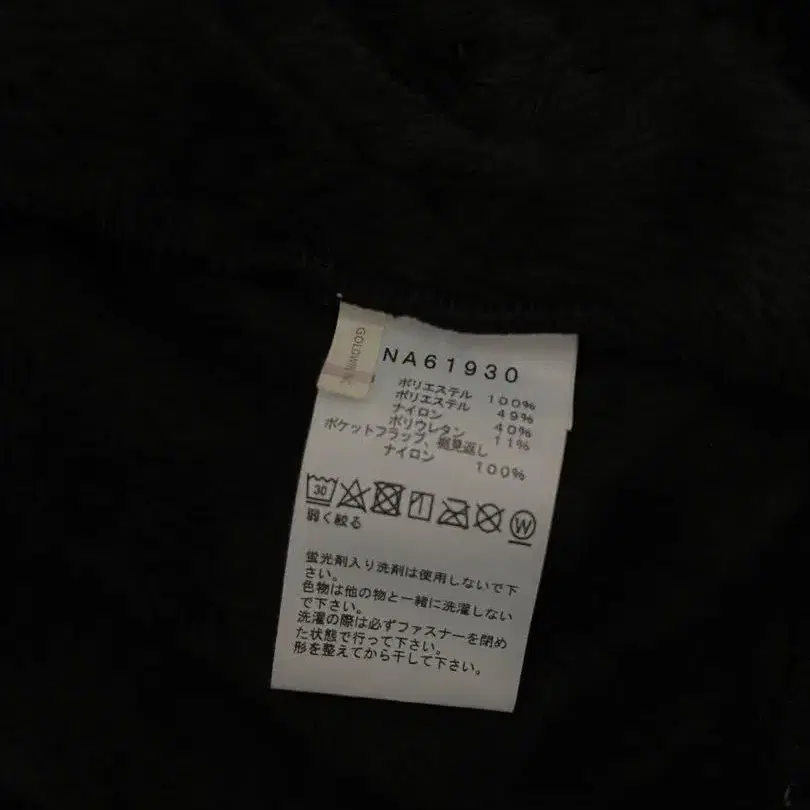 GOLDWIN
NA61930
ポリエステル 100%
ポリエステル 49%
ナイロン 40%
ポリウレタン 11%
ポケットフラップ、裾見返し
ナイロン 100%
30
W
弱く絞る
蛍光剤入り洗剤は使用しないで下
さい。
色物は他の物と一緒に洗濯しない
で下さい。
洗濯の際は必ずファスナーを閉め
た状態で行って下さい。
形を整えてから干して下さい。